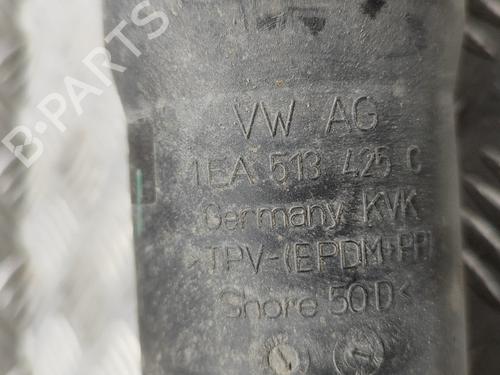 VW AG
1EA 513 425 C
Germany KVK
>TPV-(EPDM+PP)
Shore 50D<
B-PARTS